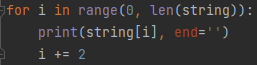 for i in range(0, len(string)):
    print(string[i], end='')
    i += 2